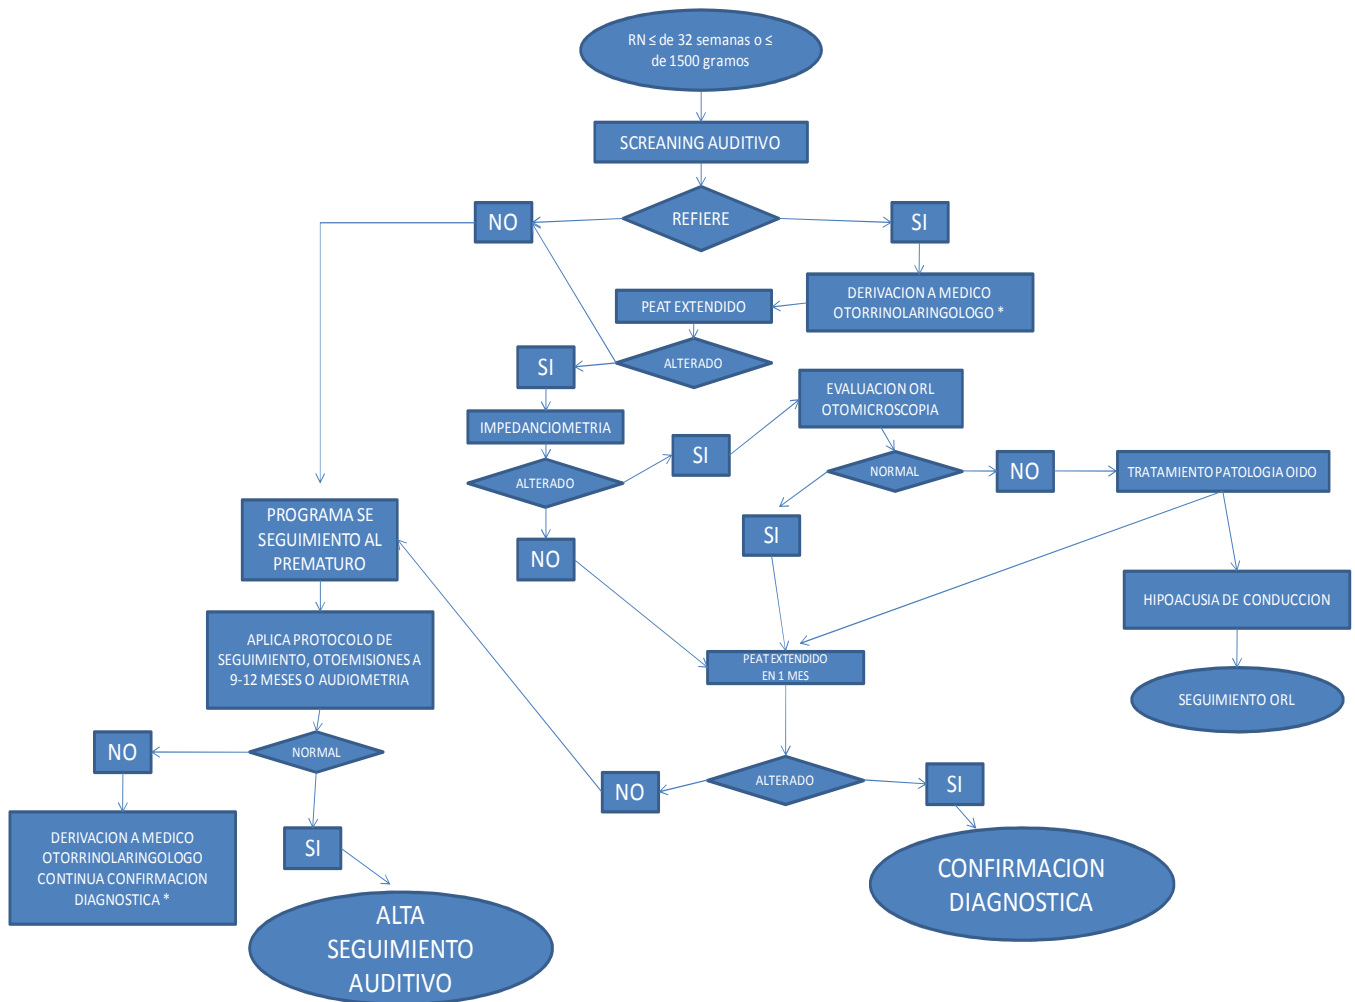 RN ≤ de 32 semanas o ≤
de 1500 gramos
SCREANING AUDITIVO
REFIERE
NO
SI
DERIVACION A MEDICO
OTORRINOLARINGOLOGO *
PEAT EXTENDIDO
ALTERADO
SI
IMPEDANCIOMETRIA
ALTERADO
SI
NO
EVALUACION ORL
OTOMICROSCOPIA
NORMAL
NO
TRATAMIENTO PATOLOGIA OIDO
SI
HIPOACUSIA DE CONDUCCION
SEGUIMIENTO ORL
PROGRAMA SE
SEGUIMIENTO AL
PREMATURO
APLICA PROTOCOLO DE
SEGUIMIENTO, OTOEMISIONES A
9-12 MESES O AUDIOMETRIA
PEAT EXTENDIDO
EN 1 MES
NORMAL
NO
SI
ALTERADO
NO
SI
DERIVACION A MEDICO
OTORRINOLARINGOLOGO
CONTINUA CONFIRMACION
DIAGNOSTICA *
ALTA
SEGUIMIENTO
AUDITIVO
CONFIRMACION
DIAGNOSTICA